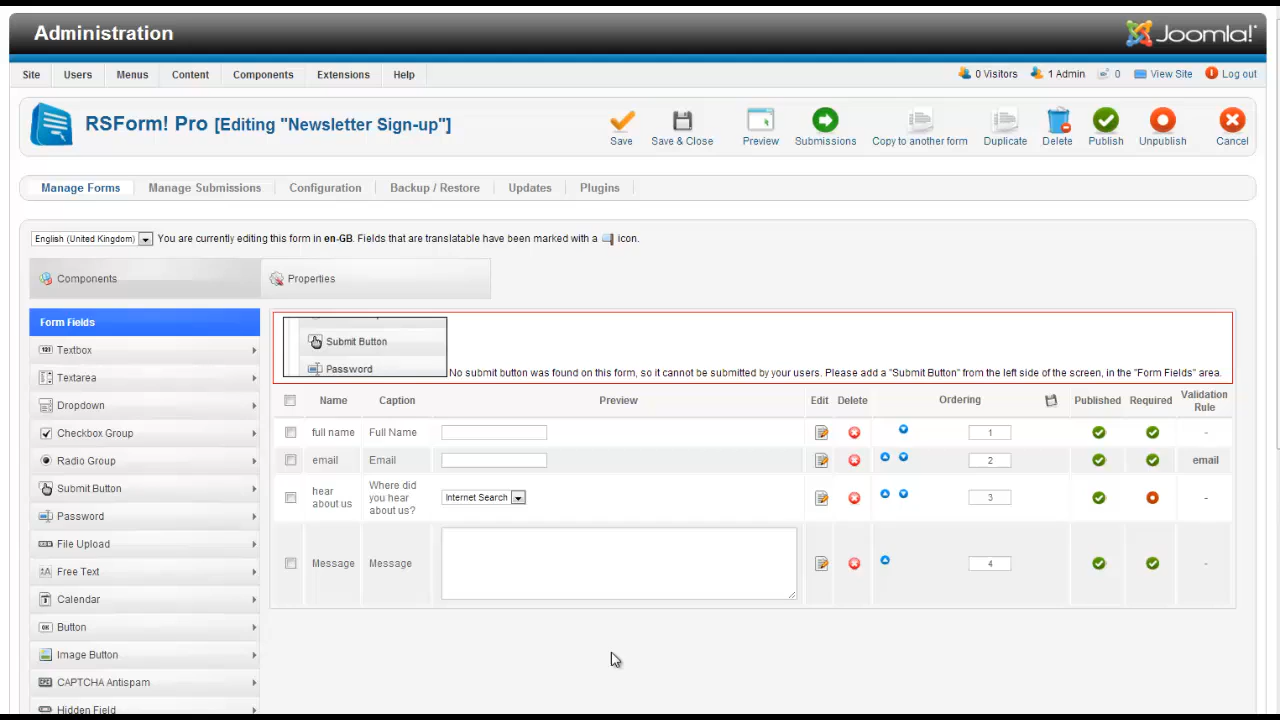 Administration
Joomla!
Site Users Menus Content Components Extensions Help
0 Visitors 1 Admin 0 View Site Log out
RSForm! Pro [Editing "Newsletter Sign-up"]
Save Save & Close Preview Submissions Copy to another form Duplicate Delete Publish Unpublish Cancel
Manage Forms Manage Submissions Configuration Backup / Restore Updates Plugins
English (United Kingdom) You are currently editing this form in en-GB. Fields that are translatable have been marked with a icon.
Components Properties
Form Fields
Textbox
Textarea
Dropdown
Checkbox Group
Radio Group
Submit Button
Password
File Upload
Free Text
Calendar
Button
Image Button
CAPTCHA Antispam
Hidden Field
Submit Button
Password
No submit button was found on this form, so it cannot be submitted by your users. Please add a "Submit Button" from the left side of the screen, in the "Form Fields" area.
Name Caption Preview Edit Delete Ordering Published Required Validation
Rule
full name Full Name 1 -
email Email 2 email
hear
about us
Where did
you hear
about us?
Internet Search 3 -
Message Message 4 -